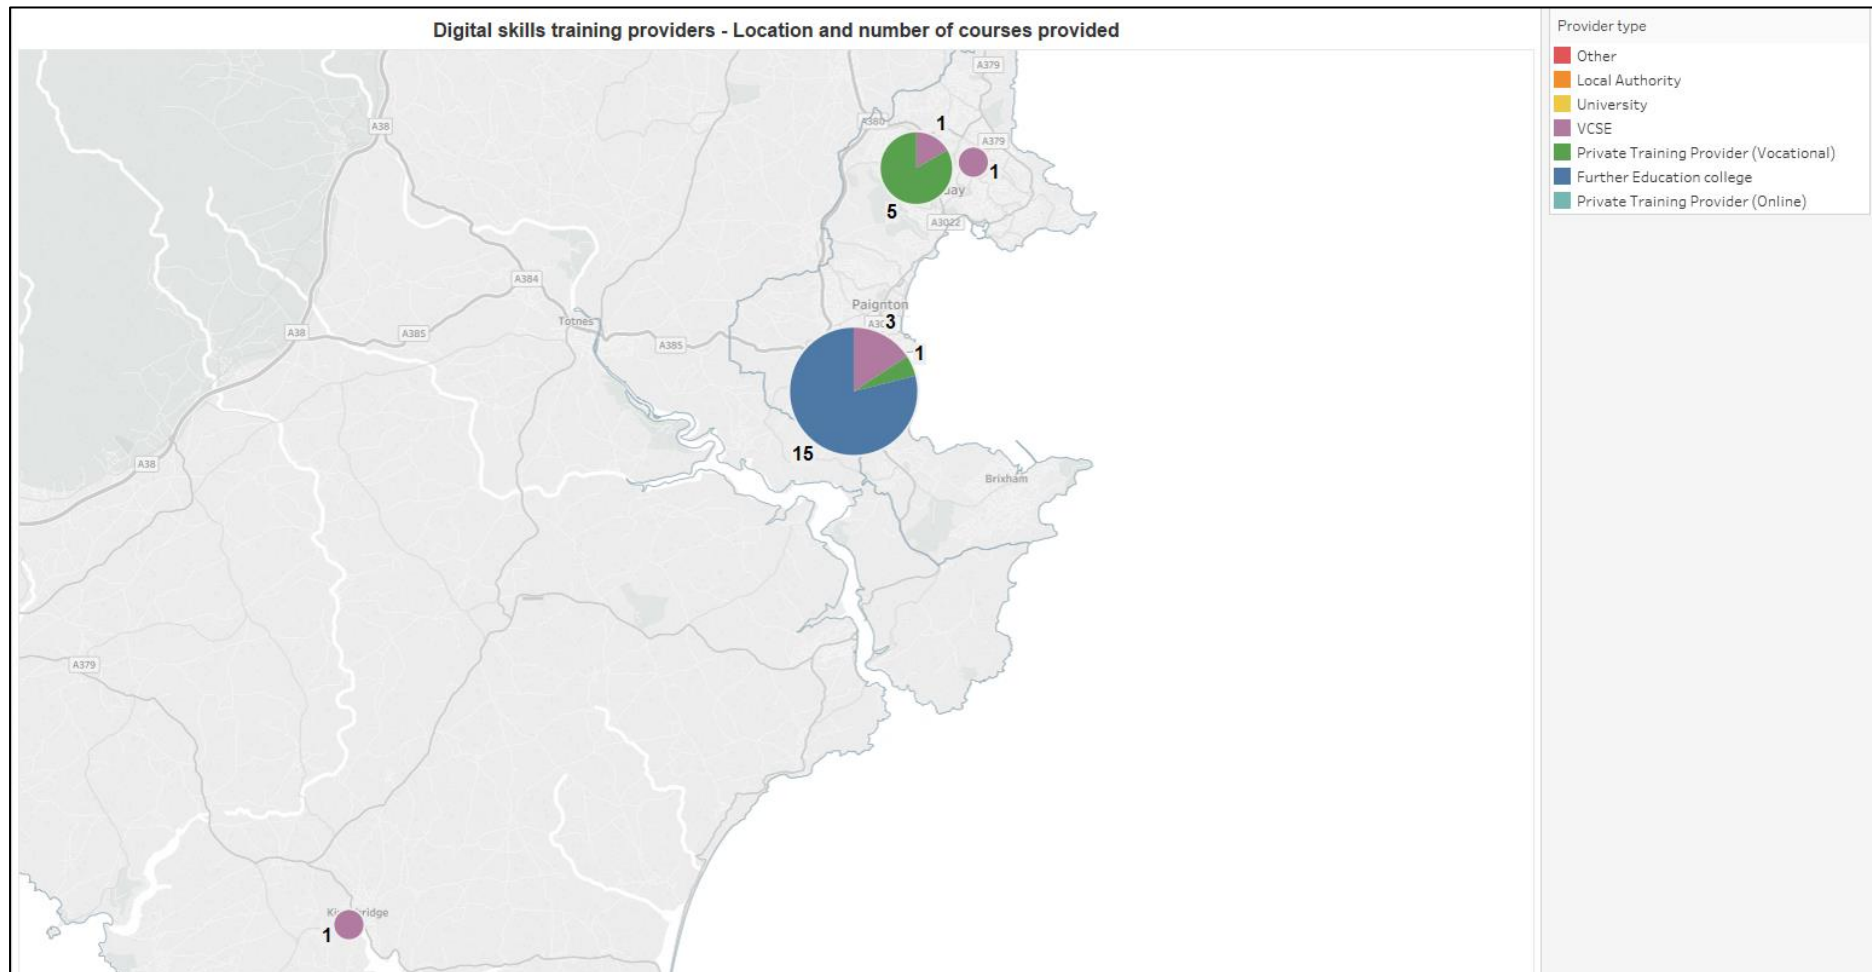 Digital skills training providers - Location and number of courses provided
Provider type
Other
Local Authority
University
VCSE
Private Training Provider (Vocational)
Further Education college
Private Training Provider (Online)
A379
A38
A380
1
A379
1
5
A3022
A384
Paignton
Totnes
3
A38
A385
A385
1
15
A38
Brixham
A379
1